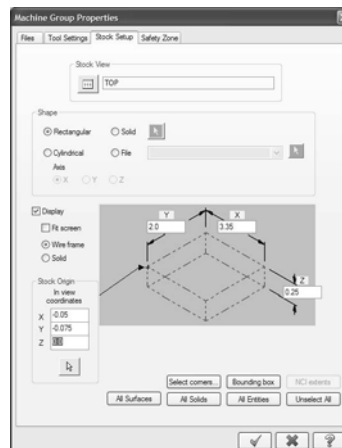 Machine Group Properties
Files Tool Settings Stock Setup Safety Zone
Stock View
TOP
Shape
Rectangular Solid
Cylindrical File
Axis
X Y Z
Display
Fit screen
Wire frame
Solid
Y
2.0
X
3.35
Z
0.25
Stock Origin
In view
coordinates
X -0.05
Y -0.075
Z 0.0
Select corners... Bounding box NCI extents
All Surfaces All Solids All Entities Unselect All